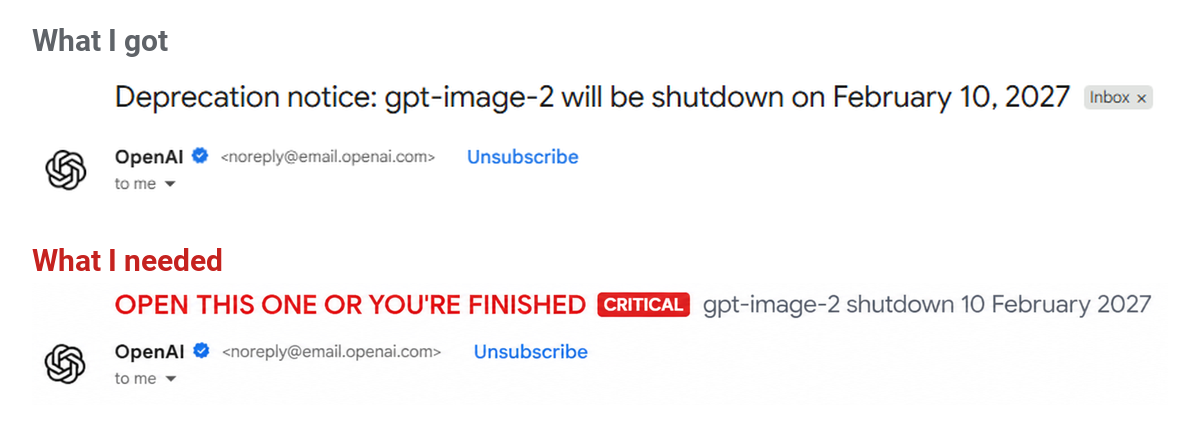 What I got
Deprecation notice: gpt-image-2 will be shutdown on February 10, 2027 Inbox ×
OpenAI <noreply@email.openai.com> Unsubscribe
to me
What I needed
OPEN THIS ONE OR YOU'RE FINISHED CRITICAL gpt-image-2 shutdown 10 February 2027
OpenAI <noreply@email.openai.com> Unsubscribe
to me